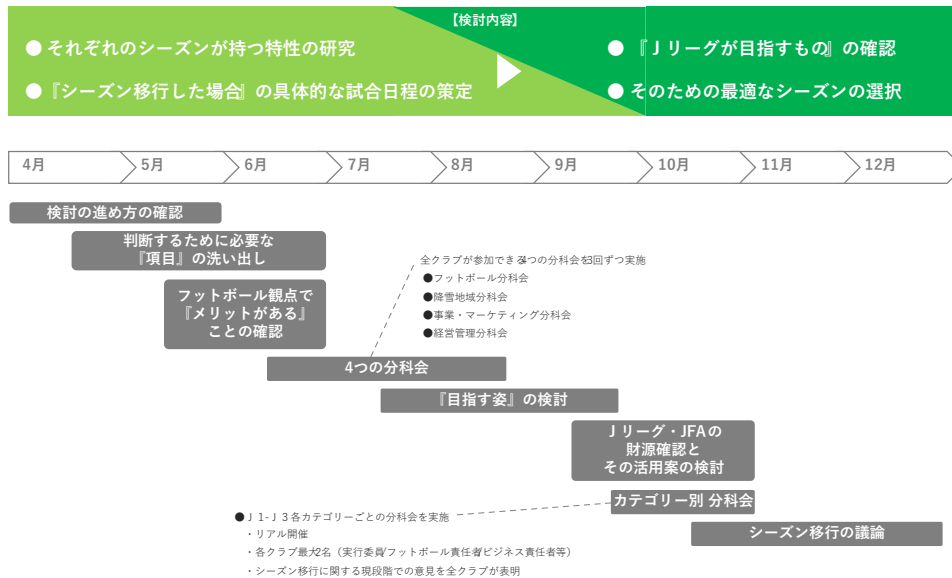 【検討内容】
● それぞれのシーズンが持つ特性の研究
● 『シーズン移行した場合』の具体的な試合日程の策定
● 『Jリーグが目指すもの』の確認
● そのための最適なシーズンの選択
4月 5月 6月 7月 8月 9月 10月 11月 12月
検討の進め方の確認
判断するために必要な
『項目』の洗い出し
フットボール観点で
『メリットがある』
ことの確認
全クラブが参加できる4つの分科会を3回ずつ実施
●フットボール分科会
●降雪地域分科会
●事業・マーケティング分科会
●経営管理分科会
4つの分科会
『目指す姿』の検討
Jリーグ・JFAの
財源確認と
その活用案の検討
カテゴリー別 分科会
●J1-J3各カテゴリーごとの分科会を実施
・リアル開催
・各クラブ最大2名（実行委員/フットボール責任者/ビジネス責任者等）
・シーズン移行に関する現段階での意見を全クラブが表明
シーズン移行の議論